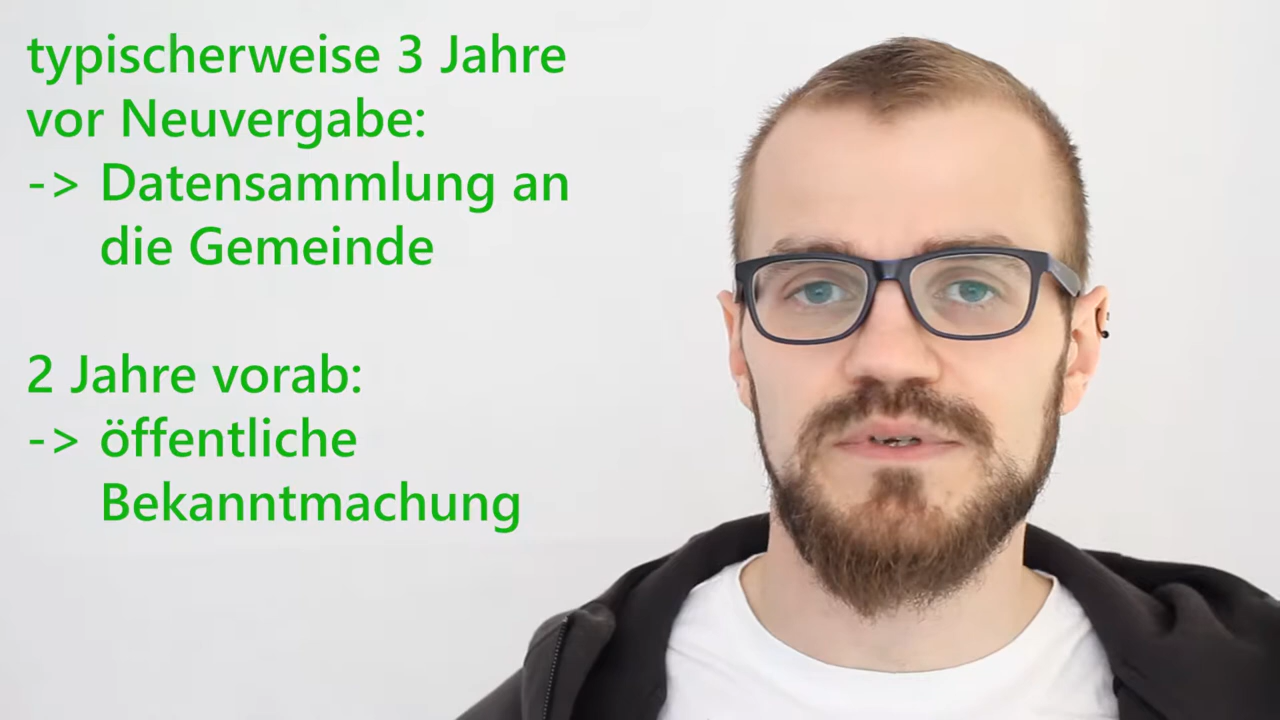 typischerweise 3 Jahre
vor Neuvergabe:
-> Datensammlung an
die Gemeinde
2 Jahre vorab:
-> öffentliche
Bekanntmachung